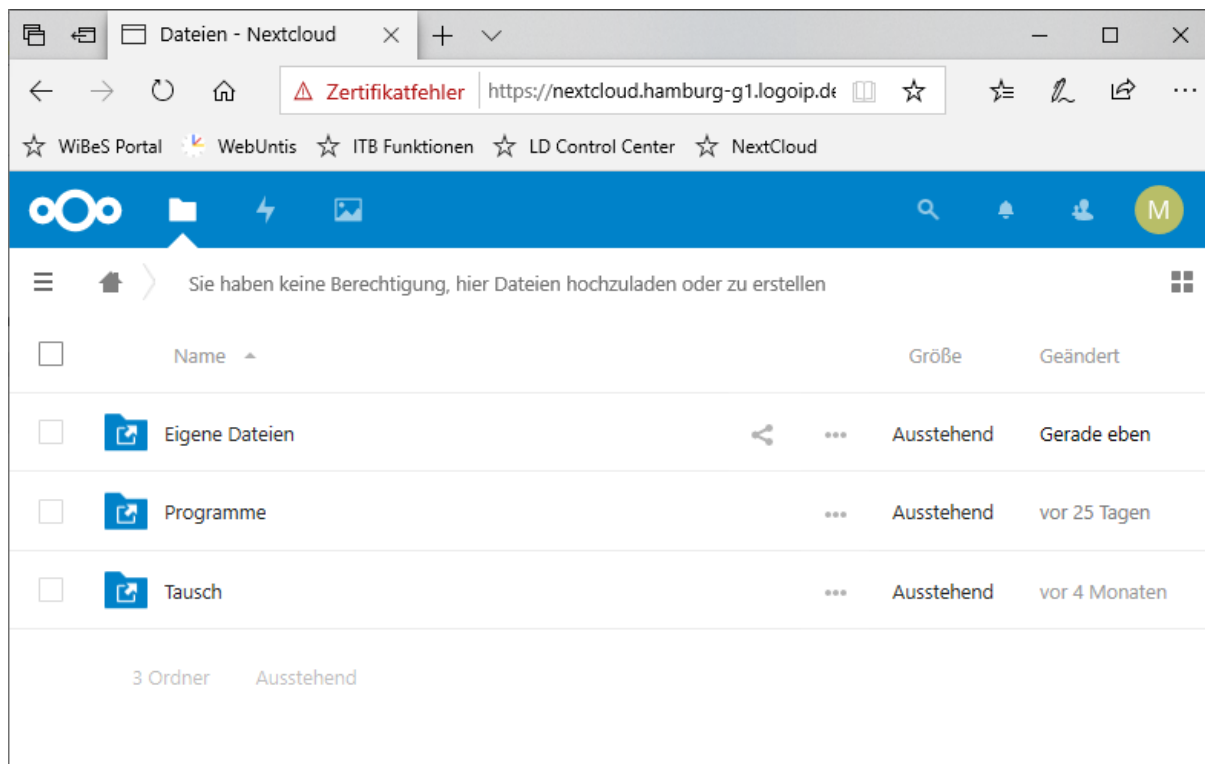 Dateien - Nextcloud
Zertifikatfehler https://nextcloud.hamburg-g1.logoip.de
WiBeS Portal WebUntis ITB Funktionen LD Control Center NextCloud
M
Sie haben keine Berechtigung, hier Dateien hochzuladen oder zu erstellen
Name Größe Geändert
Eigene Dateien Ausstehend Gerade eben
Programme Ausstehend vor 25 Tagen
Tausch Ausstehend vor 4 Monaten
3 Ordner Ausstehend